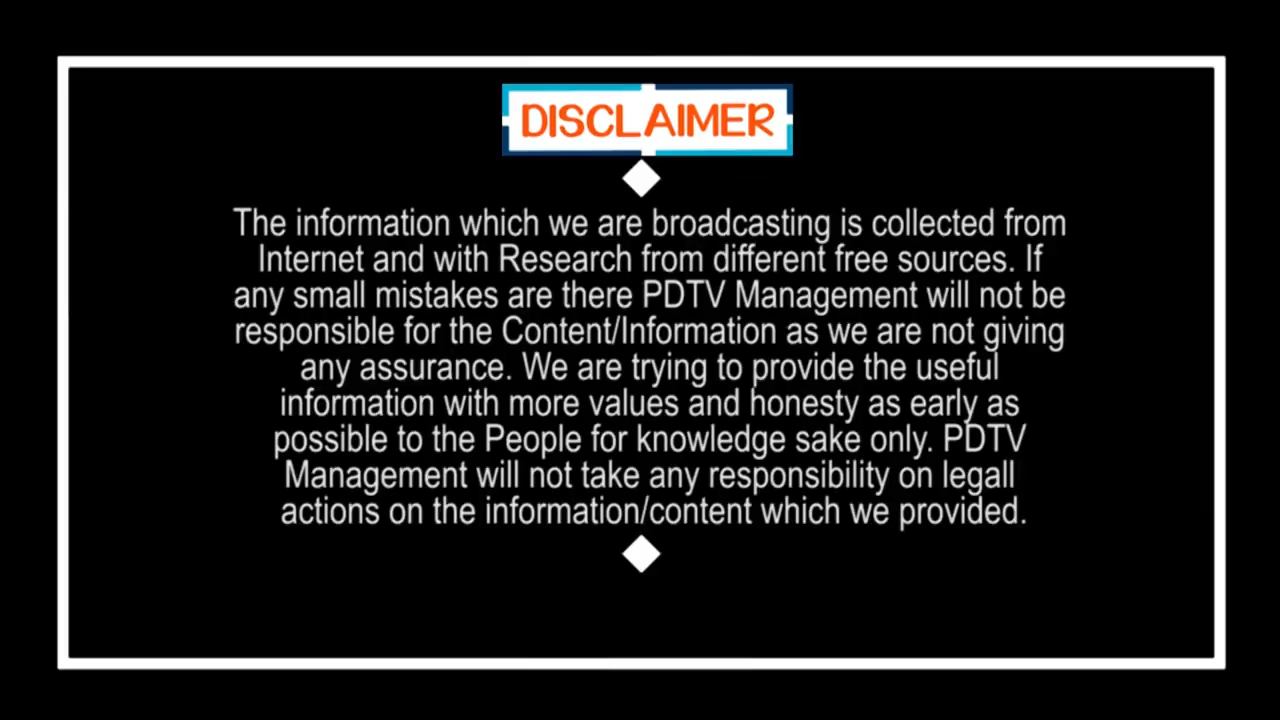 DISCLAIMER
The information which we are broadcasting is collected from
Internet and with Research from different free sources. If
any small mistakes are there PDTV Management will not be
responsible for the Content/Information as we are not giving
any assurance. We are trying to provide the useful
information with more values and honesty as early as
possible to the People for knowledge sake only. PDTV
Management will not take any responsibility on legall
actions on the information/content which we provided.